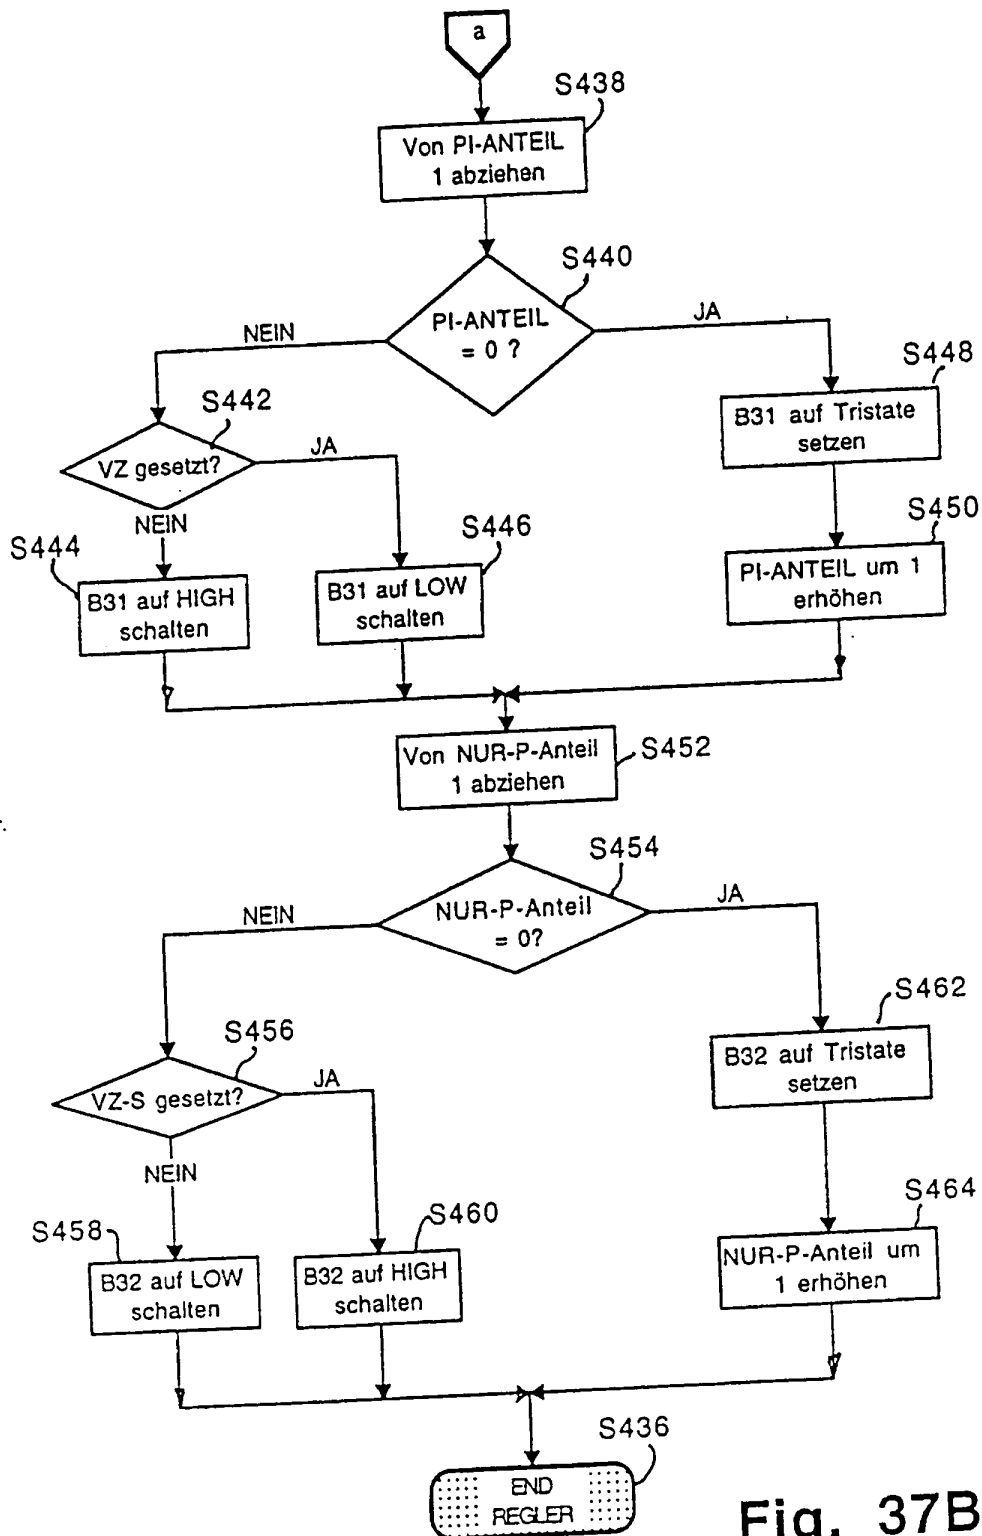 a
S438
Von PI-ANTEIL
1 abziehen
S440
PI-ANTEIL
= 0 ?
NEIN
JA
S442
VZ gesetzt?
JA
NEIN
S448
B31 auf Tristate
setzen
S444
B31 auf HIGH
schalten
S446
B31 auf LOW
schalten
S450
PI-ANTEIL um 1
erhöhen
Von NUR-P-Anteil
1 abziehen
S452
S454
NUR-P-Anteil
= 0?
NEIN
JA
S456
VZ-S gesetzt?
JA
NEIN
S462
B32 auf Tristate
setzen
S458
B32 auf LOW
schalten
S460
B32 auf HIGH
schalten
S464
NUR-P-Anteil um
1 erhöhen
S436
END
REGLER
Fig. 37B